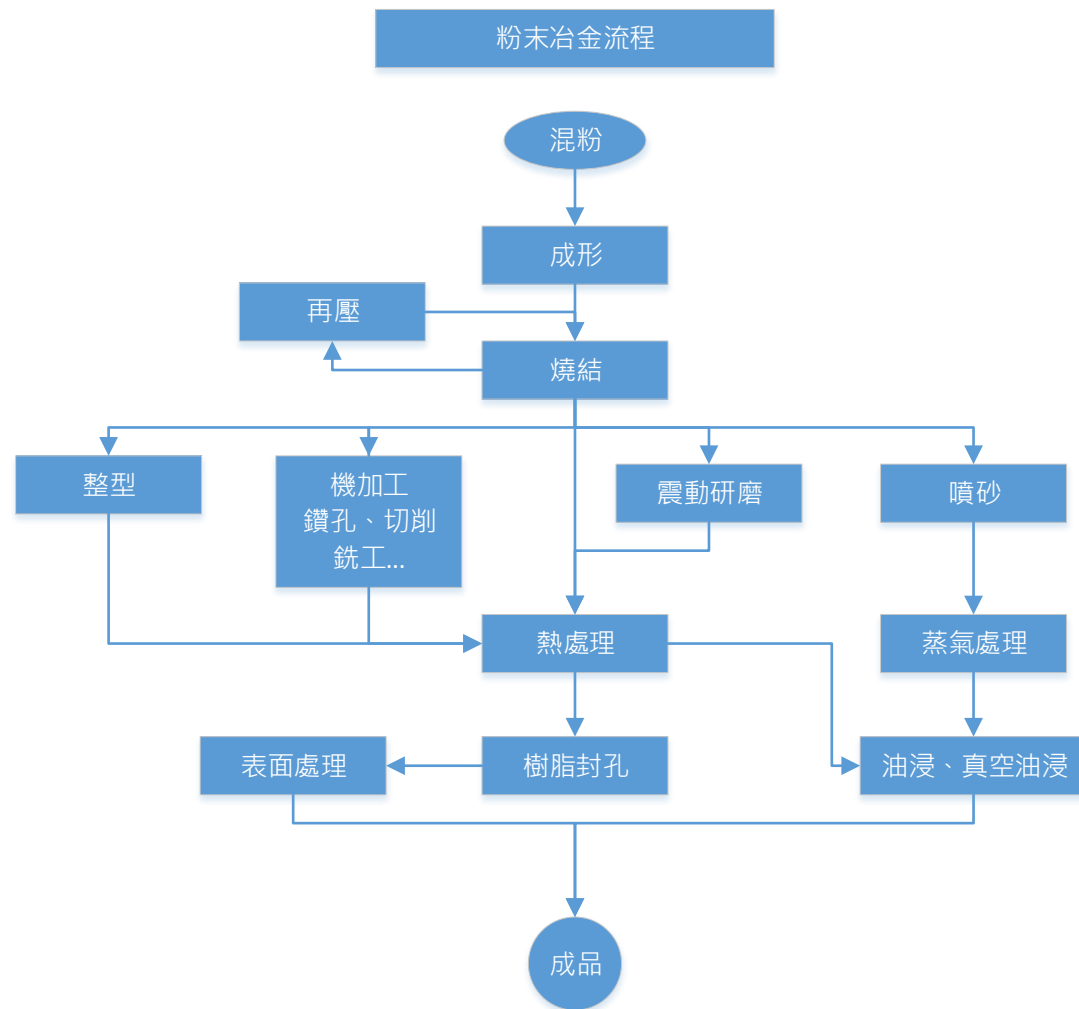 粉末冶金流程
混粉
成形
再壓
燒結
整型
機加工
鑽孔、切削
銑工...
震動研磨
噴砂
熱處理
蒸氣處理
表面處理
樹脂封孔
油浸、真空油浸
成品